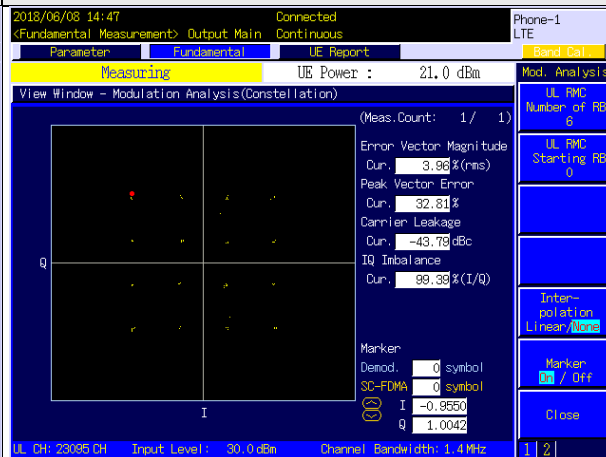 2018/06/08 14:47 Connected Phone-1
<Fundamental Measurement> Output Main Continuous LTE
Parameter Fundamental UE Report Band Cal.
Measuring UE Power : 21.0 dBm Mod. Analysis
View Window - Modulation Analysis(Constellation)
UL RMC
Number of RB
6
(Meas.Count: 1/ 1)
Error Vector Magnitude
Cur. 3.96 %(rms)
UL RMC
Starting RB
0
Peak Vector Error
Cur. 32.81 %
Carrier Leakage
Cur. -43.79 dBc
IQ Imbalance
Cur. 99.39 %(I/Q)
Q
Inter-
polation
Linear/None
Marker
Demod. 0 symbol
SC-FDMA 0 symbol
I -0.9550
Q 1.0042
Marker
On / Off
I
Close
UL CH: 23095 CH Input Level: 30.0 dBm Channel Bandwidth: 1.4 MHz 1 2